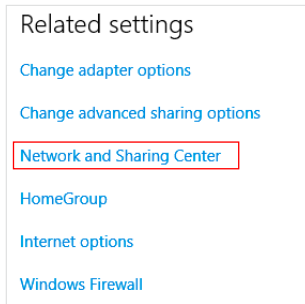 Related settings
Change adapter options
Change advanced sharing options
Network and Sharing Center
HomeGroup
Internet options
Windows Firewall